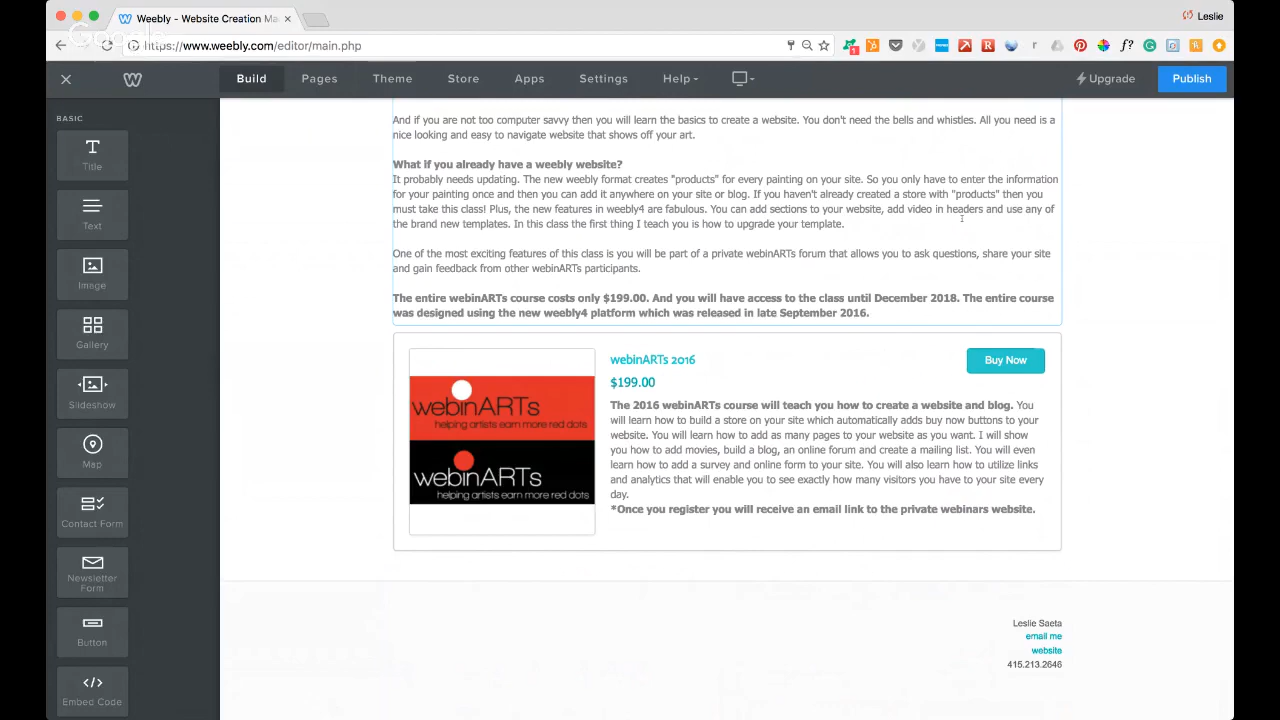 Weebly - Website Creation Ma
Leslie
Google
https://www.weebly.com/editor/main.php
Build Pages Theme Store Apps Settings Help Upgrade Publish
BASIC
Title
Text
Image
Gallery
Slideshow
Map
Contact Form
Newsletter
Form
Button
Embed Code
And if you are not too computer savvy then you will learn the basics to create a website. You don't need the bells and whistles. All you need is a
nice looking and easy to navigate website that shows off your art.
What if you already have a weebly website?
It probably needs updating. The new weebly format creates "products" for every painting on your site. So you only have to enter the information
for your painting once and then you can add it anywhere on your site or blog. If you haven't already created a store with "products" then you
must take this class! Plus, the new features in weebly4 are fabulous. You can add sections to your website, add video in headers and use any of
the brand new templates. In this class the first thing I teach you is how to upgrade your template.
One of the most exciting features of this class is you will be part of a private webinARTs forum that allows you to ask questions, share your site
and gain feedback from other webinARTs participants.
The entire webinARTs course costs only $199.00. And you will have access to the class until December 2018. The entire course
was designed using the new weebly4 platform which was released in late September 2016.
webinARTs
helping artists earn more red dots
webinARTs
helping artists earn more red dots
webinARTs 2016
Buy Now
$199.00
The 2016 webinARTs course will teach you how to create a website and blog. You
will learn how to build a store on your site which automatically adds buy now buttons to your
website. You will learn how to add as many pages to your website as you want. I will show
you how to add movies, build a blog, an online forum and create a mailing list. You will even
learn how to add a survey and online form to your site. You will also learn how to utilize links
and analytics that will enable you to see exactly how many visitors you have to your site every
day.
*Once you register you will receive an email link to the private webinars website.
Leslie Saeta
email me
website
415.213.2646